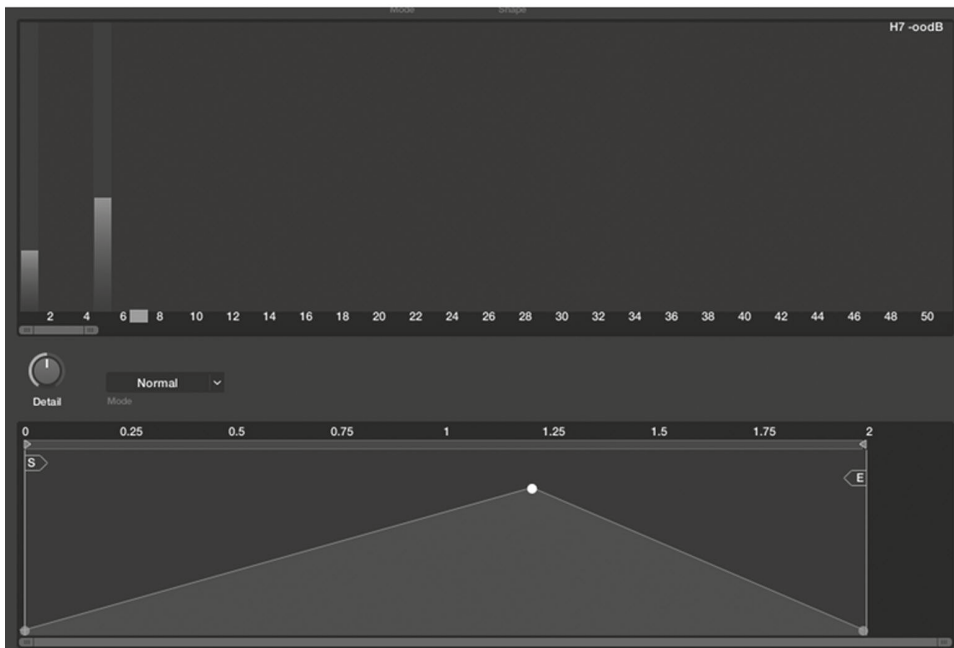 Mode Shape
H7 -oodB
2 4 6 8 10 12 14 16 18 20 22 24 26 28 30 32 34 36 38 40 42 44 46 48 50
Normal
Detail Mode
0 0.25 0.5 0.75 1 1.25 1.5 1.75 2
S
E